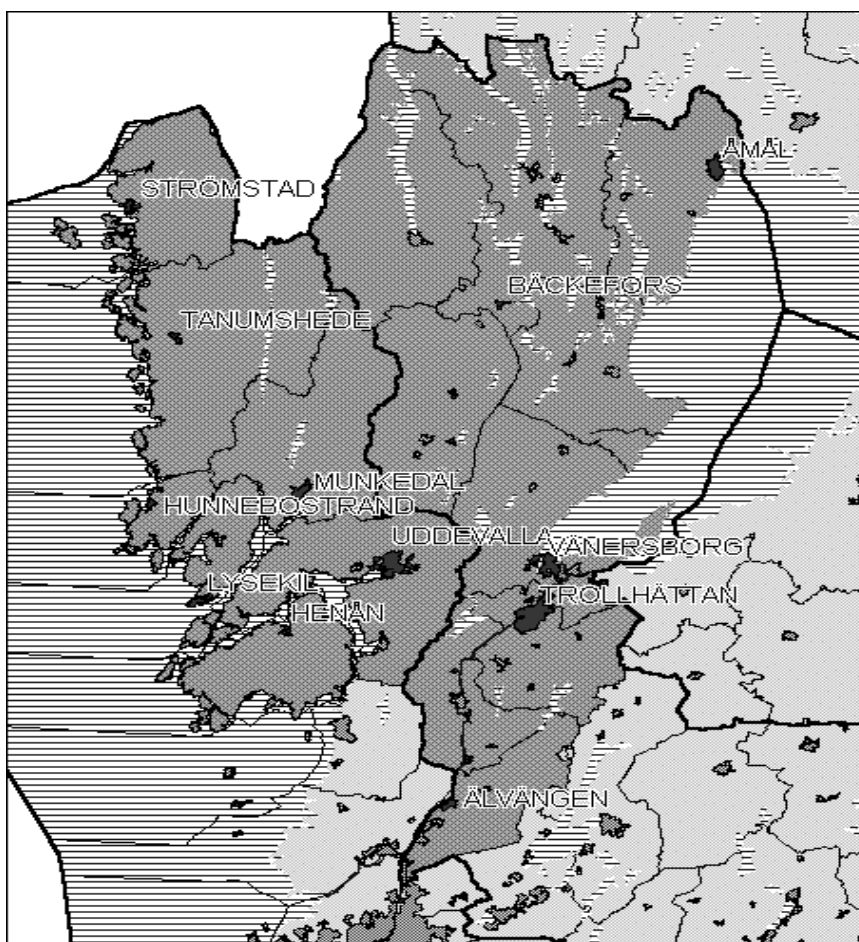 ÅMÅL
STRÖMSTAD
BÄCKEFORS
TANUMSHEDE
MUNKEDAL
HUNNEBOSTRAND
UDDEVALLA
VÄNERSBORG
LYSEKIL
TROLLHÄTTAN
HENÅN
ÄLVÄNGEN